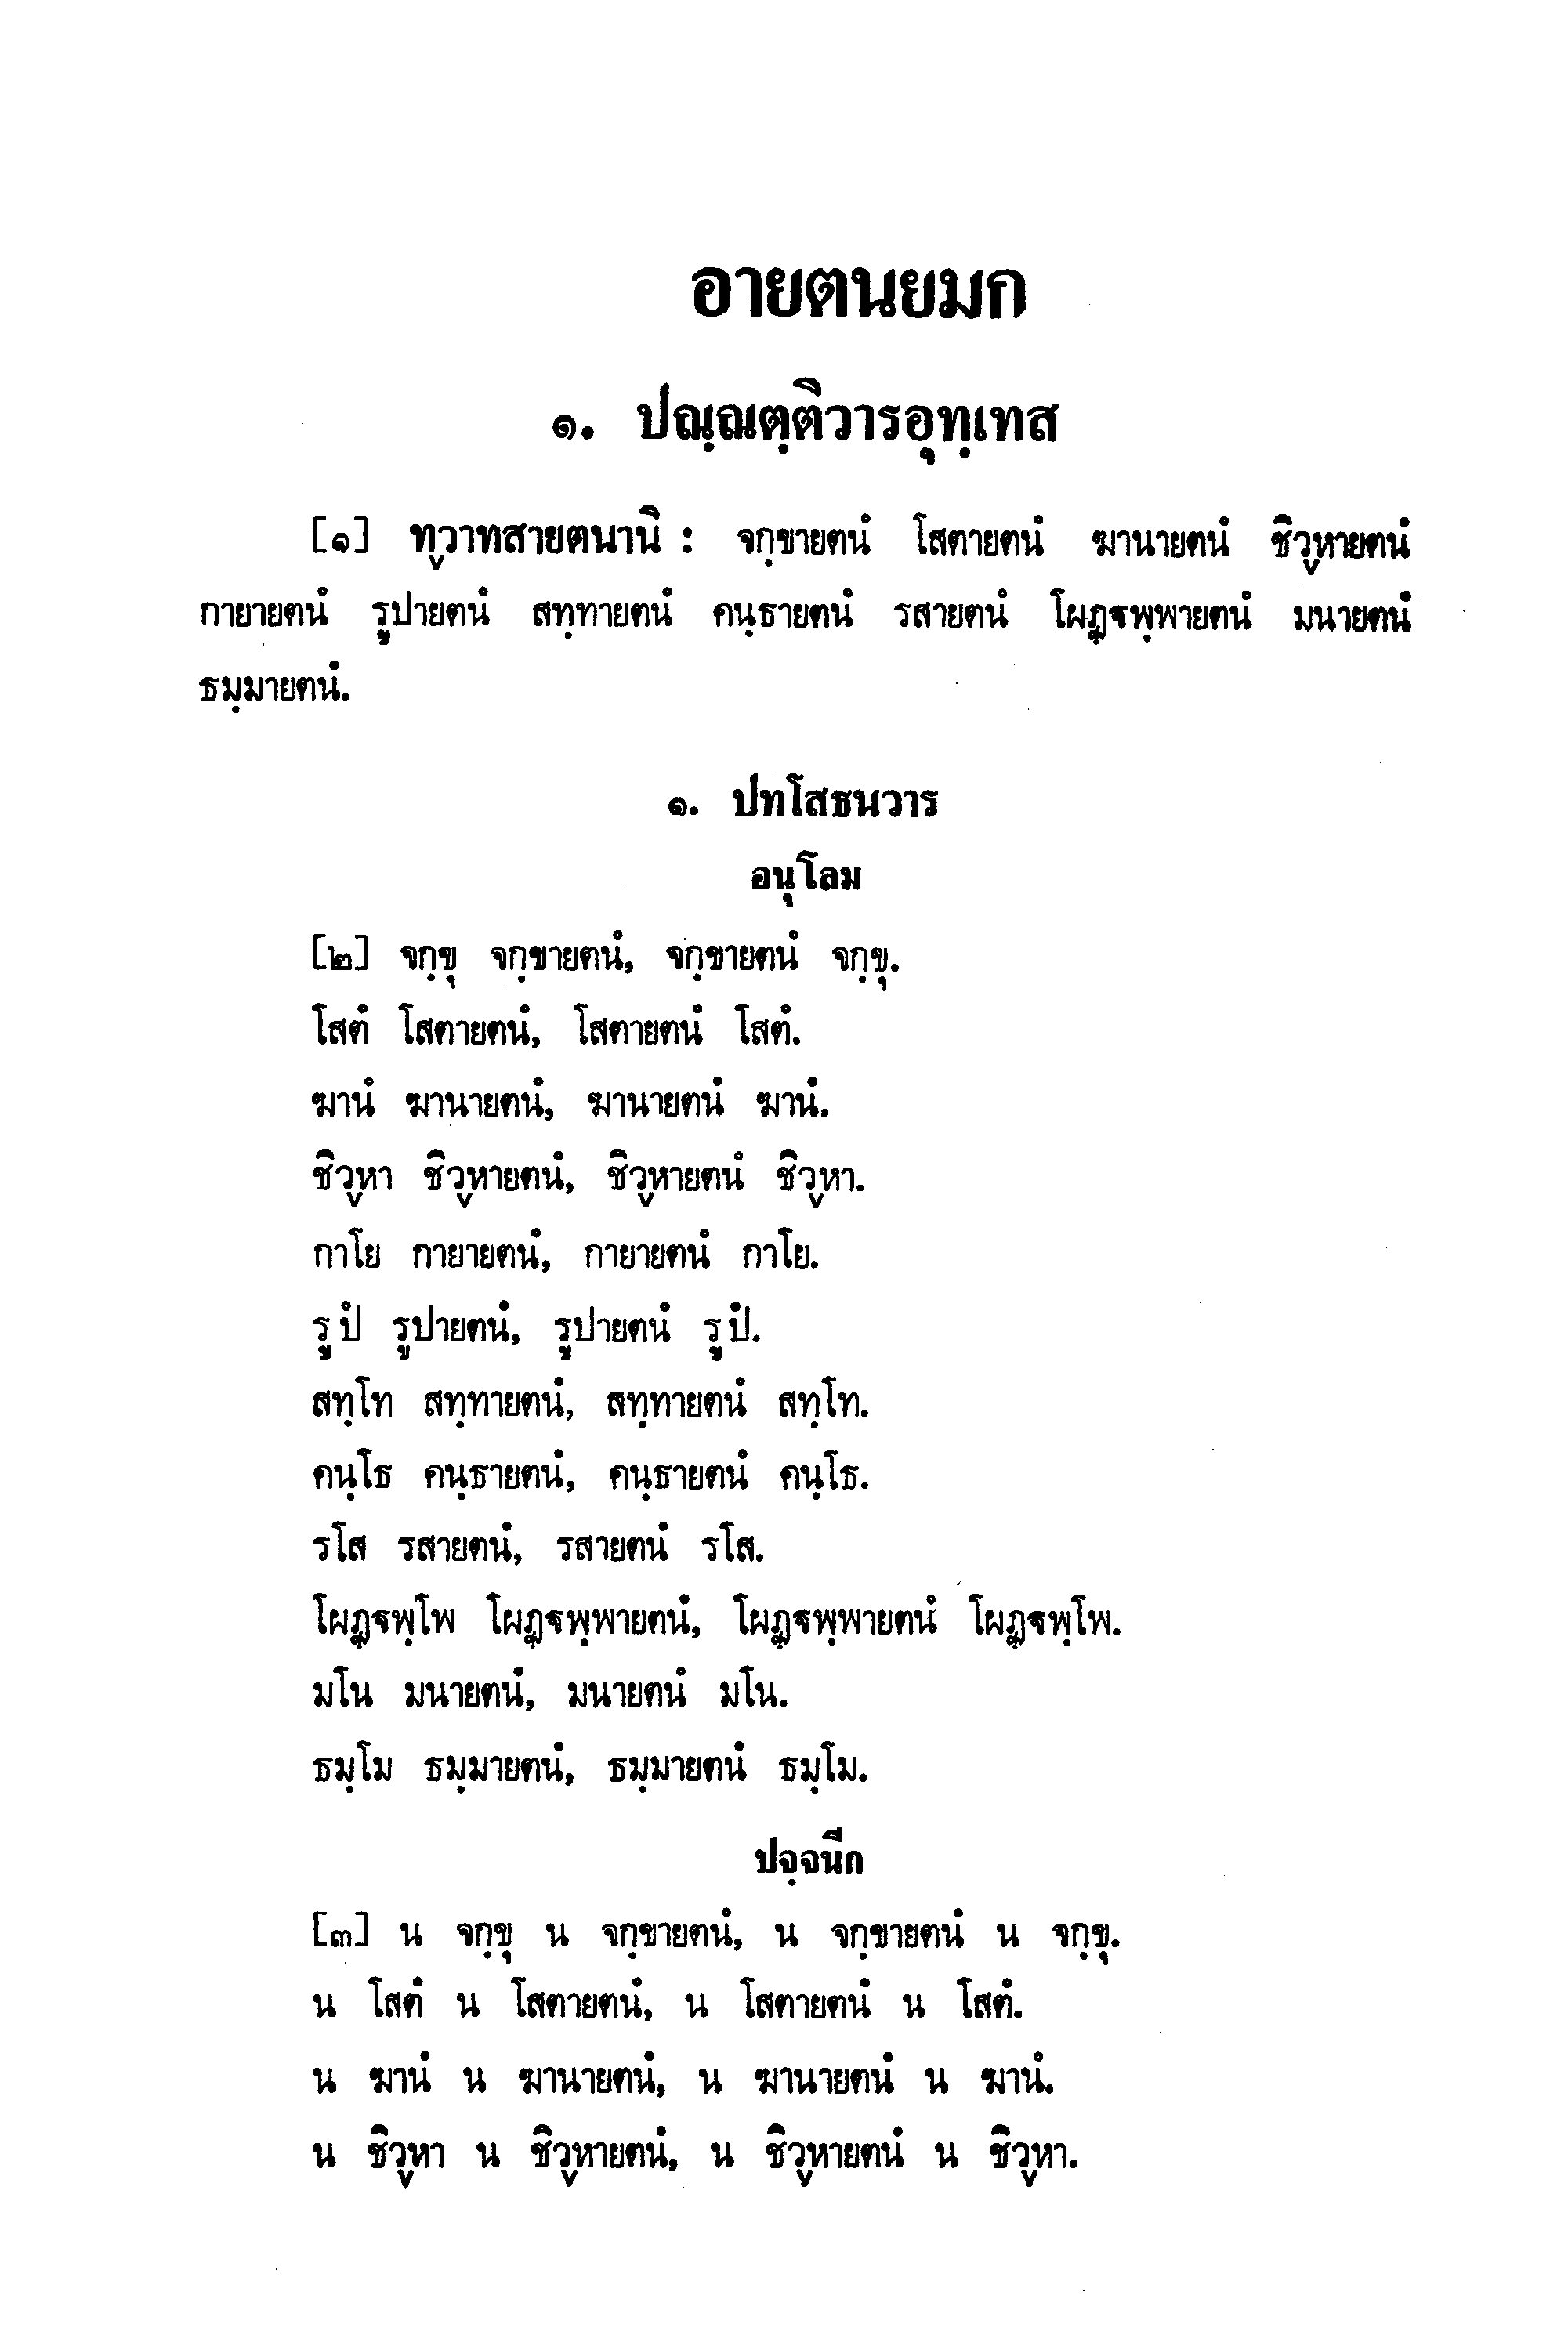 อายตนยมก
๑. ปณฺณตฺติวารอุทฺเทส
[๑] ทฺวาทสายตนานิ : จกฺขายตนํ โสตายตนํ ฆานายตนํ ชิวฺหายตนํ
กายายตนํ รูปายตนํ สทฺทายตนํ คนฺธายตนํ รสายตนํ โผฏฺฐพฺพายตนํ มนายตนํ
ธมฺมายตนํ.
๑. ปทโสธนวาร
อนุโลม
[๒] จกฺขุ จกฺขายตนํ, จกฺขายตนํ จกฺขุ.
โสตํ โสตายตนํ, โสตายตนํ โสตํ.
ฆานํ ฆานายตนํ, ฆานายตนํ ฆานํ.
ชิวฺหา ชิวฺหายตนํ, ชิวฺหายตนํ ชิวฺหา.
กาโย กายายตนํ, กายายตนํ กาโย.
รูปํ รูปายตนํ, รูปายตนํ รูปํ.
สทฺโท สทฺทายตนํ, สทฺทายตนํ สทฺโท.
คนฺโธ คนฺธายตนํ, คนฺธายตนํ คนฺโธ.
รโส รสายตนํ, รสายตนํ รโส.
โผฏฺฐพฺโพ โผฏฺฐพฺพายตนํ, โผฏฺฐพฺพายตนํ โผฏฺฐพฺโพ.
มโน มนายตนํ, มนายตนํ มโน.
ธมฺโม ธมฺมายตนํ, ธมฺมายตนํ ธมฺโม.
ปจฺจนีก
[๓] น จกฺขุ น จกฺขายตนํ, น จกฺขายตนํ น จกฺขุ.
น โสตํ น โสตายตนํ, น โสตายตนํ น โสตํ.
น ฆานํ น ฆานายตนํ, น ฆานายตนํ น ฆานํ.
น ชิวฺหา น ชิวฺหายตนํ, น ชิวฺหายตนํ น ชิวฺหา.